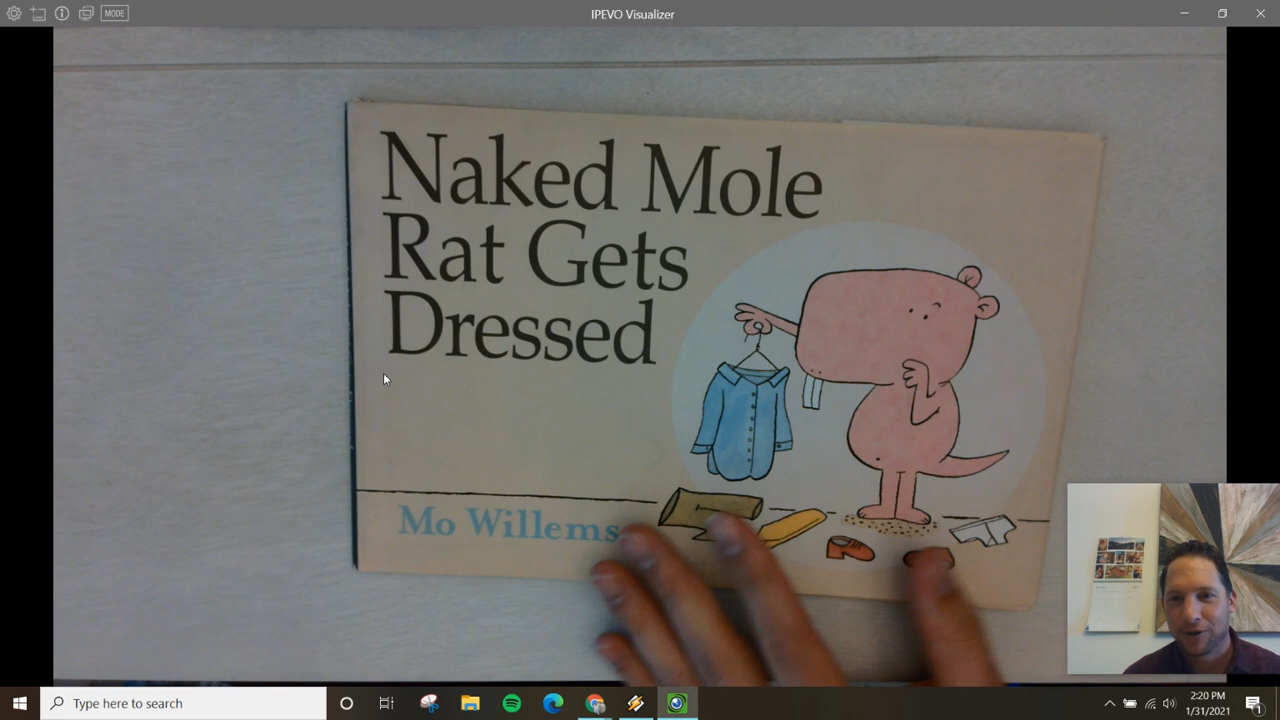 MODE
IPEVO Visualizer
Naked Mole
Rat Gets
Dressed
Mo Willems
Type here to search
2:20 PM
1/31/2021
1